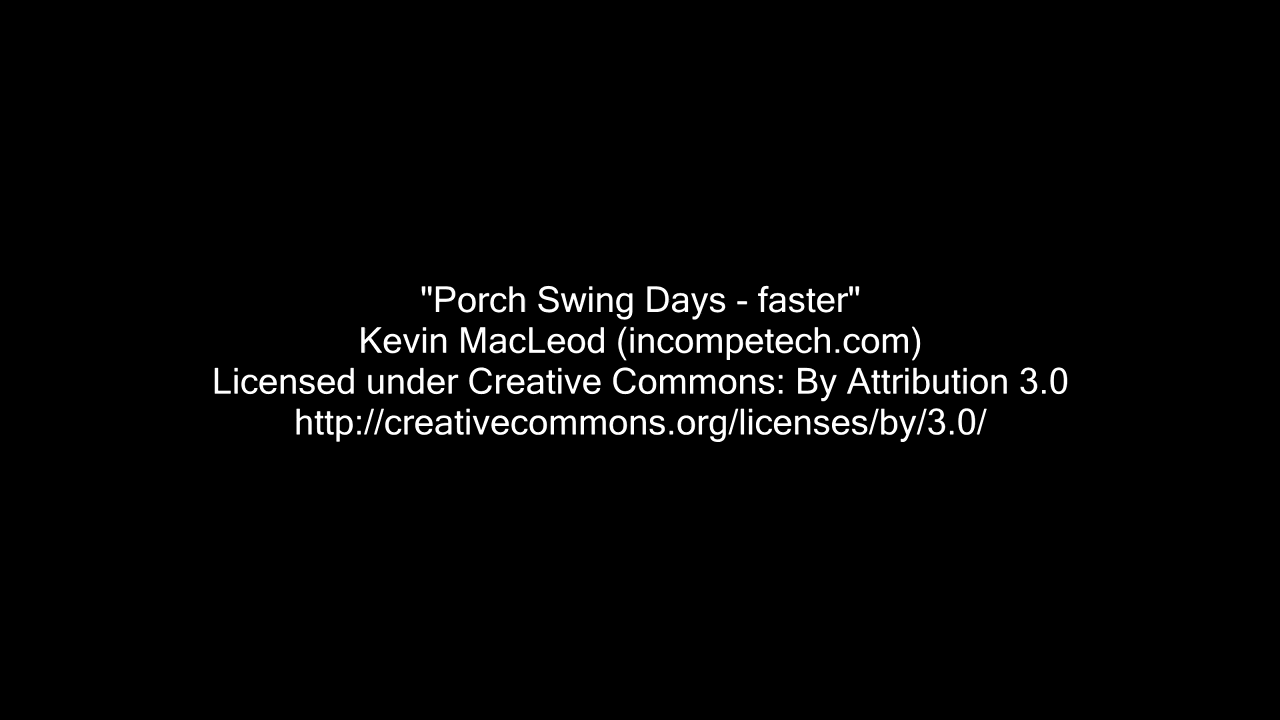 "Porch Swing Days - faster"
Kevin MacLeod (incompetech.com)
Licensed under Creative Commons: By Attribution 3.0
http://creativecommons.org/licenses/by/3.0/